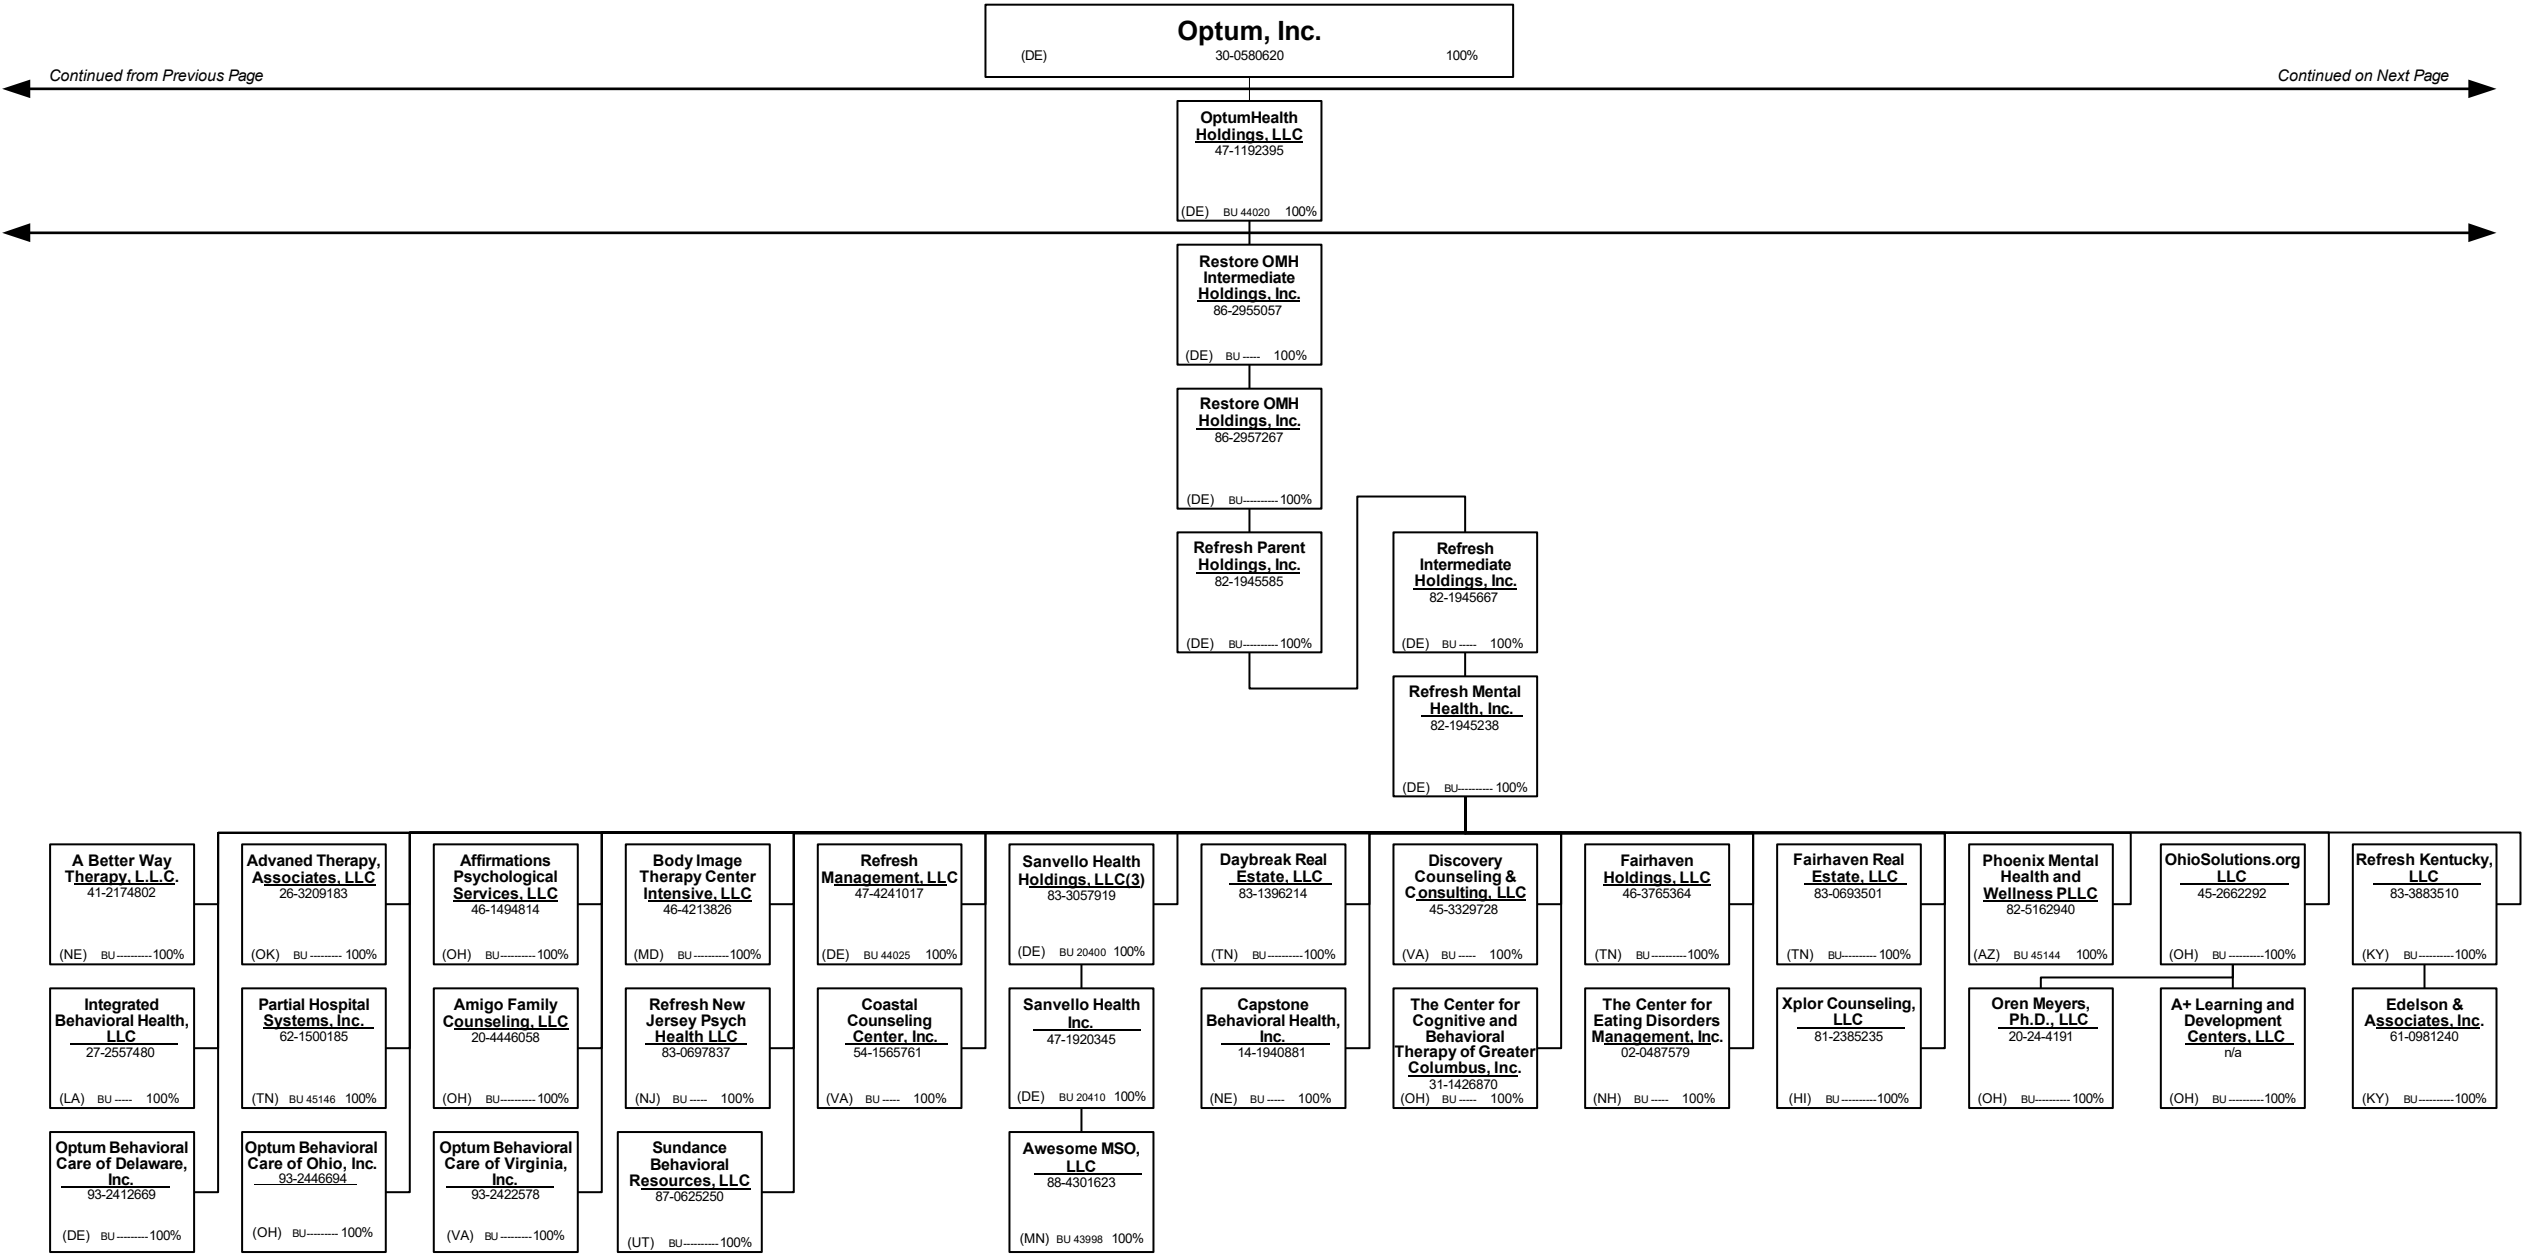 Optum, Inc.
(DE) 30-0580620 100%
Continued from Previous Page
Continued on Next Page
OptumHealth
Holdings, LLC
47-1192395
(DE) BU 44020 100%
Restore OMH
Intermediate
Holdings, Inc.
86-2955057
(DE) BU ----- 100%
Restore OMH
Holdings, Inc.
86-2957267
(DE) BU---------- 100%
Refresh Parent
Holdings, Inc.
82-1945585
(DE) BU---------- 100%
Refresh
Intermediate
Holdings, Inc.
82-1945667
(DE) BU ----- 100%
Refresh Mental
Health, Inc.
82-1945238
(DE) BU---------- 100%
A Better Way
Therapy, L.L.C.
41-2174802
(NE) BU----------100%
Advaned Therapy,
Associates, LLC
26-3209183
(OK) BU --------- 100%
Affirmations
Psychological
Services, LLC
46-1494814
(OH) BU----------100%
Body Image
Therapy Center
Intensive, LLC
46-4213826
(MD) BU----------100%
Refresh
Management, LLC
47-4241017
(DE) BU 44025 100%
Sanvello Health
Holdings, LLC(3)
83-3057919
(DE) BU 20400 100%
Daybreak Real
Estate, LLC
83-1396214
(TN) BU----------100%
Discovery
Counseling &
Consulting, LLC
45-3329728
(VA) BU ----- 100%
Fairhaven
Holdings, LLC
46-3765364
(TN) BU----------100%
Fairhaven Real
Estate, LLC
83-0693501
(TN) BU---------- 100%
Phoenix Mental
Health and
Wellness PLLC
82-5162940
(AZ) BU 45144 100%
OhioSolutions.org
LLC
45-2662292
(OH) BU ----------100%
Refresh Kentucky,
LLC
83-3883510
(KY) BU----------100%
Integrated
Behavioral Health,
LLC
27-2557480
(LA) BU ----- 100%
Partial Hospital
Systems, Inc.
62-1500185
(TN) BU 45146 100%
Amigo Family
Counseling, LLC
20-4446058
(OH) BU----------100%
Refresh New
Jersey Psych
Health LLC
83-0697837
(NJ) BU ----- 100%
Coastal
Counseling
Center, Inc.
54-1565761
(VA) BU ----- 100%
Sanvello Health
Inc.
47-1920345
(DE) BU 20410 100%
Capstone
Behavioral Health,
Inc.
14-1940881
(NE) BU ----- 100%
The Center for
Cognitive and
Behavioral
Therapy of Greater
Columbus, Inc.
31-1426870
(OH) BU ----- 100%
The Center for
Eating Disorders
Management, Inc.
02-0487579
(NH) BU ----- 100%
Xplor Counseling,
LLC
81-2385235
(HI) BU----------100%
Oren Meyers,
Ph.D., LLC
20-24-4191
(OH) BU---------- 100%
A+ Learning and
Development
Centers, LLC
n/a
(OH) BU ----------100%
Edelson &
Associates, Inc.
61-0981240
(KY) BU----------100%
Optum Behavioral
Care of Delaware,
Inc.
93-2412669
(DE) BU ---------100%
Optum Behavioral
Care of Ohio, Inc.
93-2446694
(OH) BU--------- 100%
Optum Behavioral
Care of Virginia,
Inc.
93-2422578
(VA) BU ---------100%
Sundance
Behavioral
Resources, LLC
87-0625250
(UT) BU----------100%
Awesome MSO,
LLC
88-4301623
(MN) BU 43998 100%